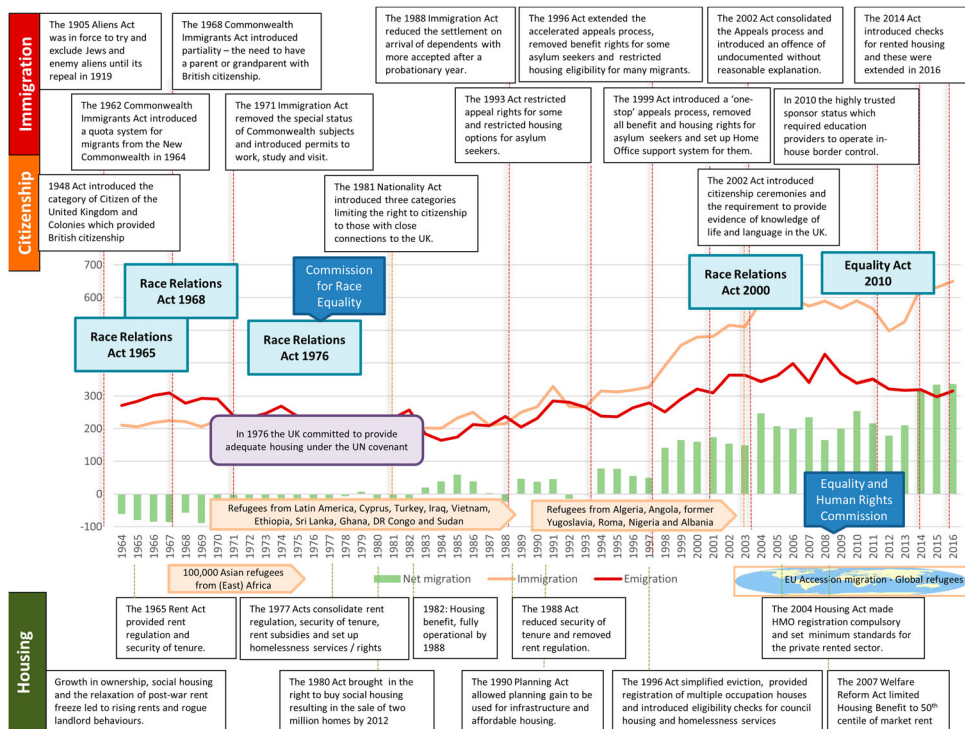 Immigration
The 1905 Aliens Act
was in force to try and
exclude Jews and
enemy aliens until its
repeal in 1919
The 1968 Commonwealth
Immigrants Act introduced
partiality – the need to have
a parent or grandparent with
British citizenship.
The 1988 Immigration Act
reduced the settlement on
arrival of dependents with
more accepted after a
probationary year.
The 1996 Act extended the
accelerated appeals process,
removed benefit rights for some
asylum seekers and restricted
housing eligibility for many migrants.
The 2002 Act consolidated
the Appeals process and
introduced an offence of
undocumented without
reasonable explanation.
The 2014 Act
introduced checks
for rented housing
and these were
extended in 2016
The 1962 Commonwealth
Immigrants Act introduced
a quota system for
migrants from the New
Commonwealth in 1964
The 1971 Immigration Act
removed the special status
of Commonwealth subjects
and introduced permits to
work, study and visit.
The 1993 Act restricted
appeal rights for some
and restricted housing
options for asylum
seekers.
The 1999 Act introduced a ‘one-
stop’ appeals process, removed
all benefit and housing rights for
asylum seekers and set up Home
Office support system for them.
In 2010 the highly trusted
sponsor status which
required education
providers to operate in-
house border control.
Citizenship
1948 Act introduced the
category of Citizen of the
United Kingdom and
Colonies which provided
British citizenship
The 1981 Nationality Act
introduced three categories
limiting the right to citizenship
to those with close
connections to the UK.
The 2002 Act introduced
citizenship ceremonies and
the requirement to provide
evidence of knowledge of
life and language in the UK.
700
600
300
200
100
0
-100
Race Relations
Act 1968
Commission
for Race
Equality
Race Relations
Act 2000
Equality Act
2010
Race Relations
Act 1965
Race Relations
Act 1976
In 1976 the UK committed to provide
adequate housing under the UN covenant
Refugees from Latin America, Cyprus, Turkey, Iraq, Vietnam,
Ethiopia, Sri Lanka, Ghana, DR Congo and Sudan
Refugees from Algeria, Angola, former
Yugoslavia, Roma, Nigeria and Albania
Equality and
Human Rights
Commission
1964
1965
1966
1967
1968
1969
1970
1971
1972
1973
1974
1975
1976
1977
1978
1979
1980
1981
1982
1983
1984
1985
1986
1987
1988
1989
1990
1991
1992
1993
1994
1995
1996
1997
1998
1999
2000
2001
2002
2003
2004
2005
2006
2007
2008
2009
2010
2011
2012
2013
2014
2015
2016
100,000 Asian refugees
from (East) Africa
Net migration
Immigration
Emigration
EU Accession migration - Global refugees
Housing
The 1965 Rent Act
provided rent
regulation and
security of tenure.
The 1977 Acts consolidate rent
regulation, security of tenure,
rent subsidies and set up
homelessness services / rights
1982: Housing
benefit, fully
operational by
1988
The 1988 Act
reduced security of
tenure and removed
rent regulation.
The 2004 Housing Act made
HMO registration compulsory
and set minimum standards for
the private rented sector.
Growth in ownership, social housing
and the relaxation of post-war rent
freeze led to rising rents and rogue
landlord behaviours.
The 1980 Act brought in the
right to buy social housing
resulting in the sale of two
million homes by 2012
The 1990 Planning Act
allowed planning gain to be
used for infrastructure and
affordable housing.
The 1996 Act simplified eviction, provided
registration of multiple occupation houses
and introduced eligibility checks for council
housing and homelessness services
The 2007 Welfare
Reform Act limited
Housing Benefit to 50th
centile of market rent